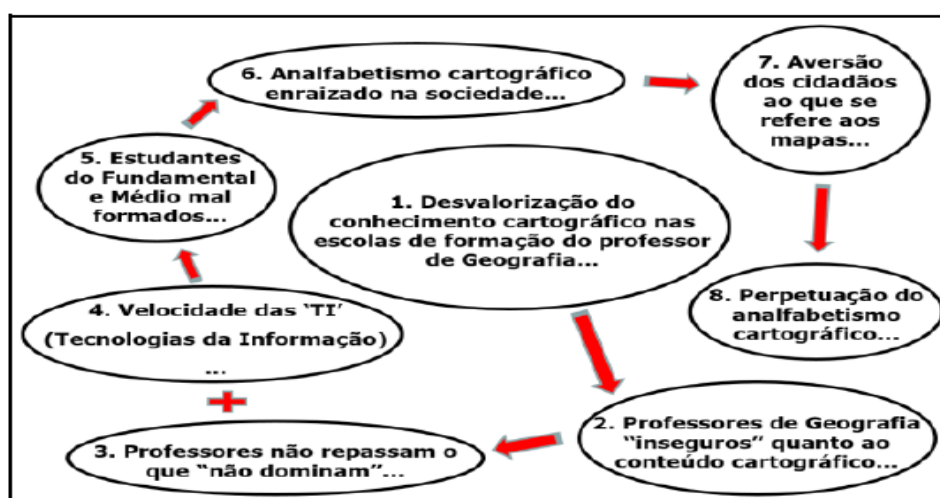 1. Desvalorização do
conhecimento cartográfico nas
escolas de formação do professor
de Geografia...
2. Professores de Geografia
“inseguros” quanto ao
conteúdo cartográfico...
3. Professores não repassam o
que “não dominam”...
+
4. Velocidade das ‘TI’
(Tecnologias da Informação)
...
5. Estudantes
do Fundamental
e Médio mal
formados...
6. Analfabetismo cartográfico
enraizado na sociedade...
7. Aversão
dos cidadãos
ao que se
refere aos
mapas...
8. Perpetuação do
analfabetismo
cartográfico...